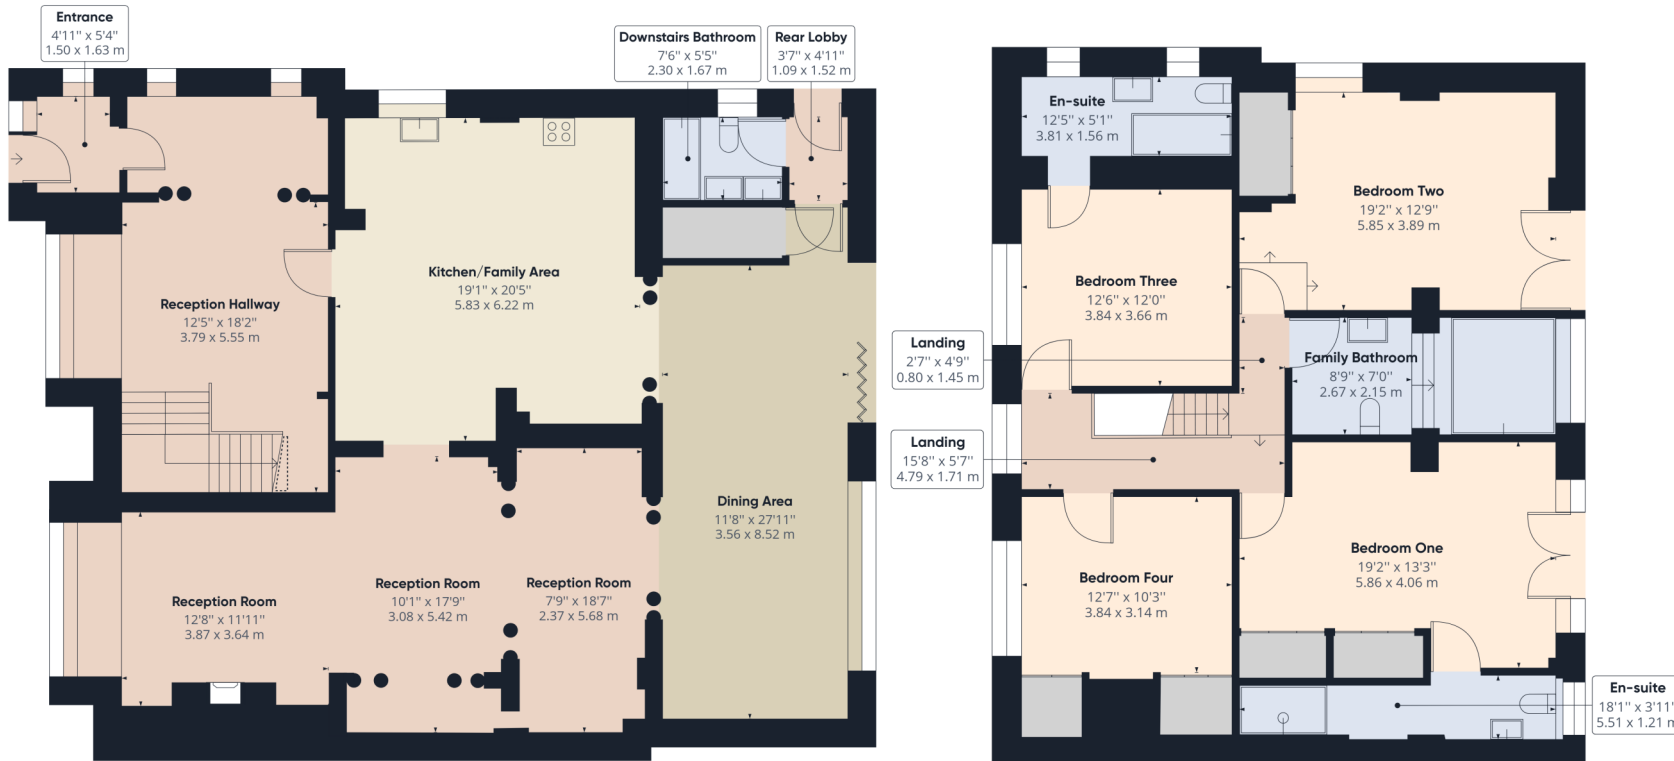 Entrance
4'11" x 5'4"
1.50 x 1.63 m
Downstairs Bathroom
7'6" x 5'5"
2.30 x 1.67 m
Rear Lobby
3'7" x 4'11"
1.09 x 1.52 m
Kitchen/Family Area
19'1" x 20'5"
5.83 x 6.22 m
Reception Hallway
12'5" x 18'2"
3.79 x 5.55 m
Dining Area
11'8" x 27'11"
3.56 x 8.52 m
Reception Room
12'8" x 11'11"
3.87 x 3.64 m
Reception Room
10'1" x 17'9"
3.08 x 5.42 m
Reception Room
7'9" x 18'7"
2.37 x 5.68 m
En-suite
12'5" x 5'1"
3.81 x 1.56 m
Bedroom Two
19'2" x 12'9"
5.85 x 3.89 m
Bedroom Three
12'6" x 12'0"
3.84 x 3.66 m
Landing
2'7" x 4'9"
0.80 x 1.45 m
Family Bathroom
8'9" x 7'0"
2.67 x 2.15 m
Landing
15'8" x 5'7"
4.79 x 1.71 m
Bedroom One
19'2" x 13'3"
5.86 x 4.06 m
Bedroom Four
12'7" x 10'3"
3.84 x 3.14 m
En-suite
18'1" x 3'11"
5.51 x 1.21 m